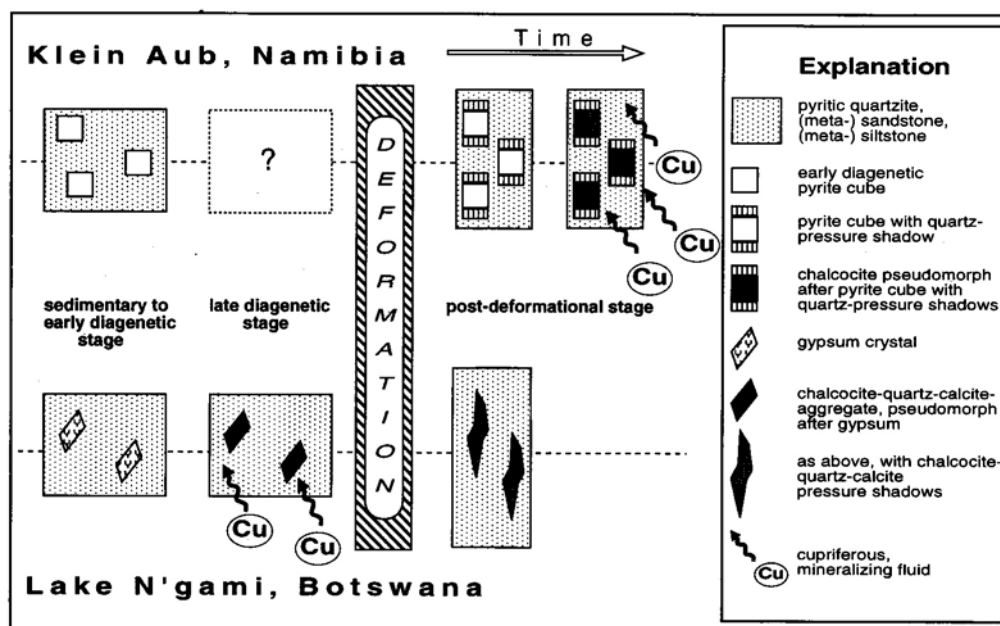 Klein Aub, Namibia
Time
?
DEFORMATION
Cu
Cu
Cu
sedimentary to
early diagenetic
stage
late diagenetic
stage
post-deformational stage
Cu
Cu
Lake N'gami, Botswana
Explanation
pyritic quartzite,
(meta-) sandstone,
(meta-) siltstone
early diagenetic
pyrite cube
pyrite cube with quartz-
pressure shadow
chalcocite pseudomorph
after pyrite cube with
quartz-pressure shadows
gypsum crystal
chalcocite-quartz-calcite-
aggregate, pseudomorph
after gypsum
as above, with chalcocite-
quartz-calcite
pressure shadows
Cu
cupriferous,
mineralizing fluid